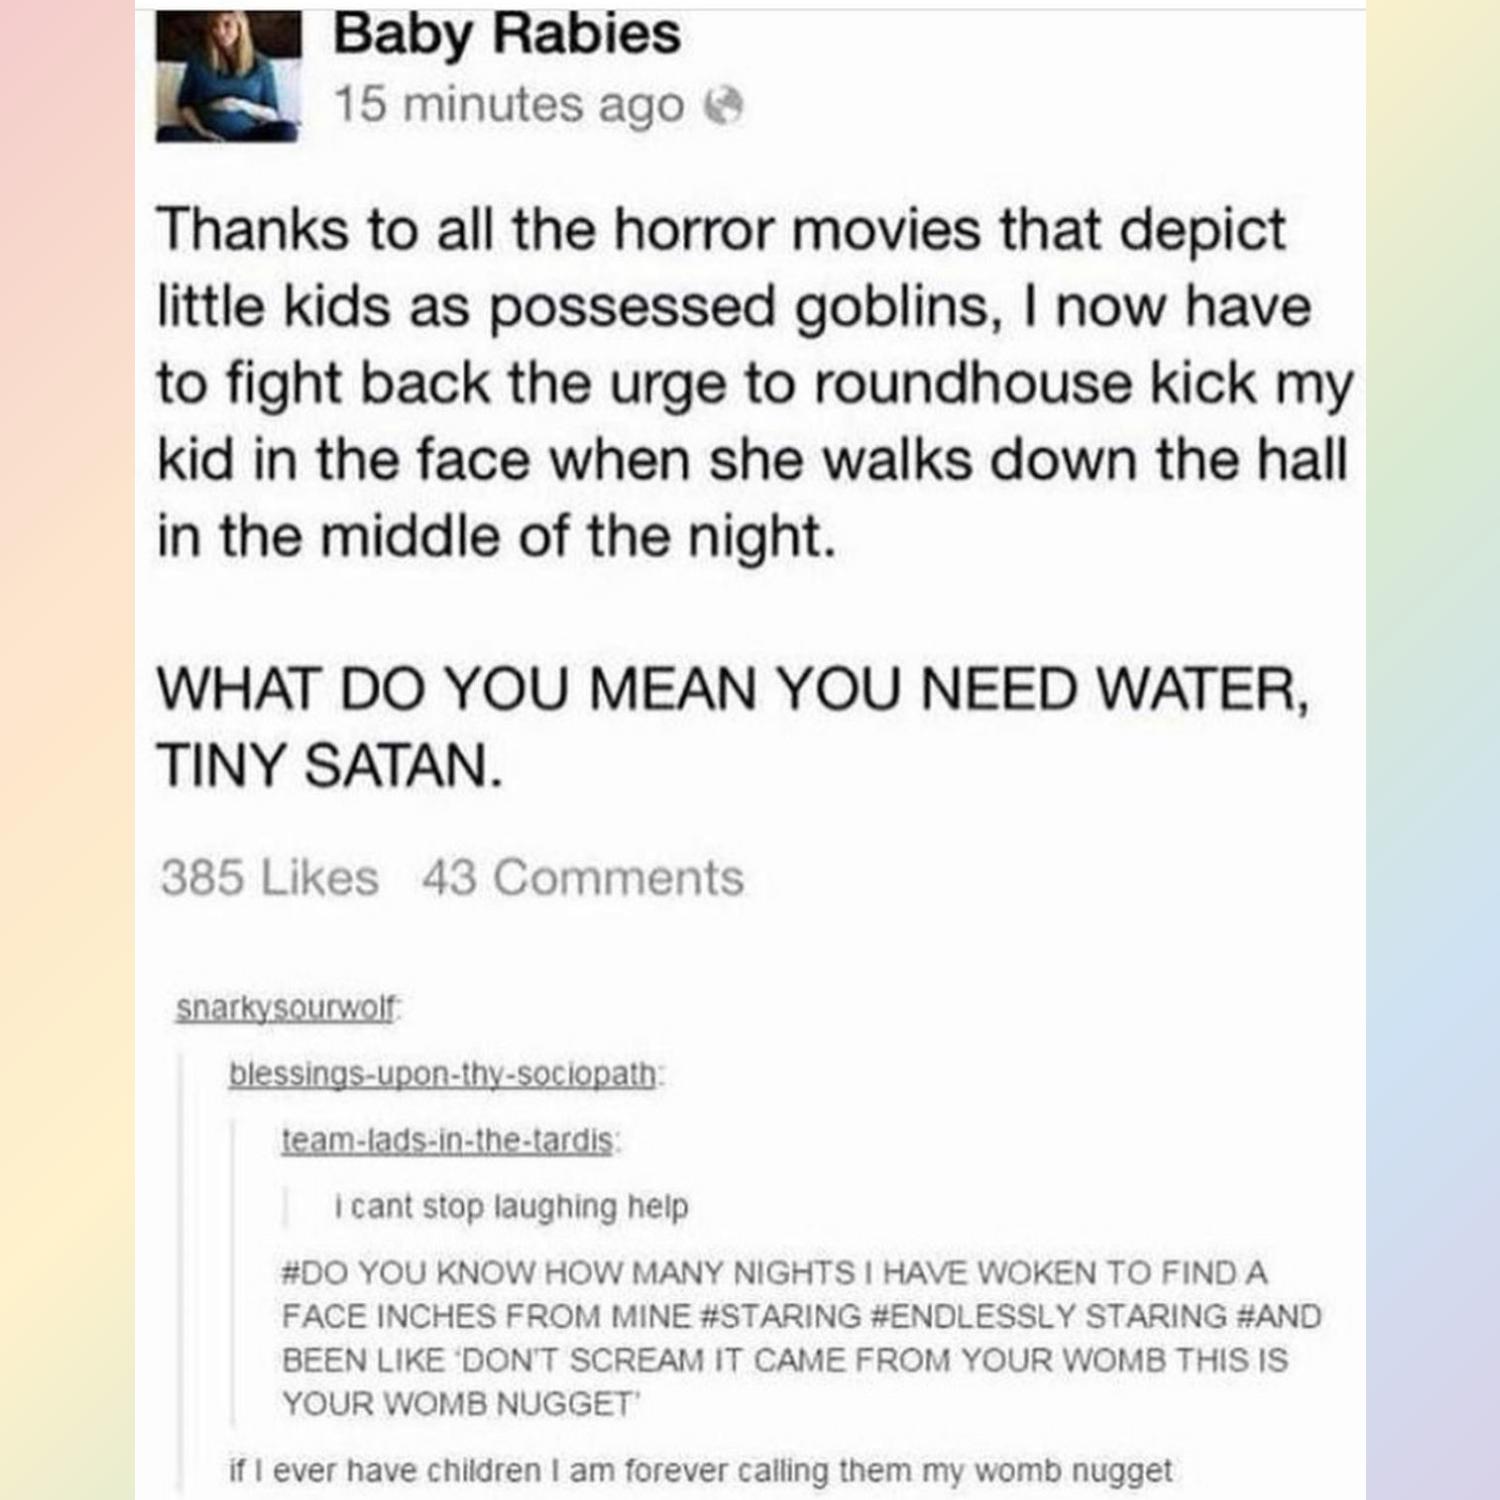 Baby Rabies
15 minutes ago
Thanks to all the horror movies that depict
little kids as possessed goblins, I now have
to fight back the urge to roundhouse kick my
kid in the face when she walks down the hall
in the middle of the night.
WHAT DO YOU MEAN YOU NEED WATER,
TINY SATAN.
385 Likes 43 Comments
snarkysourwolf:
blessings-upon-thy-sociopath:
team-lads-in-the-tardis:
i cant stop laughing help
#DO YOU KNOW HOW MANY NIGHTS I HAVE WOKEN TO FIND A
FACE INCHES FROM MINE #STARING #ENDLESSLY STARING #AND
BEEN LIKE 'DON'T SCREAM IT CAME FROM YOUR WOMB THIS IS
YOUR WOMB NUGGET'
if I ever have children I am forever calling them my womb nugget